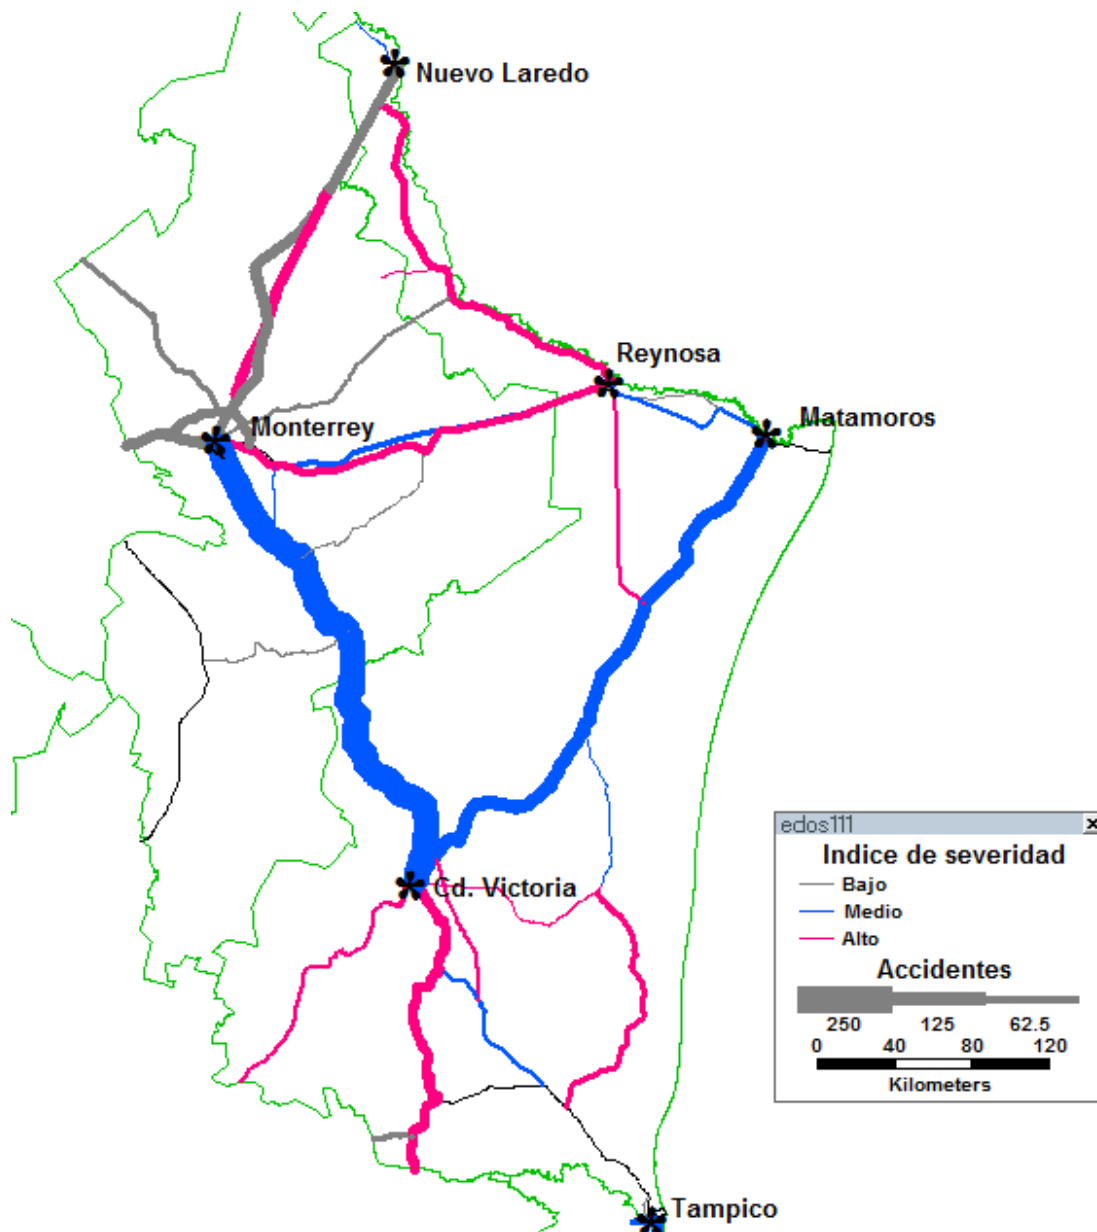 Nuevo Laredo
Reynosa
Matamoros
Monterrey
Cd. Victoria
edos111
Indice de severidad
Bajo
Medio
Alto
Accidentes
250 125 62.5
0 40 80 120
Kilometers
Tampico